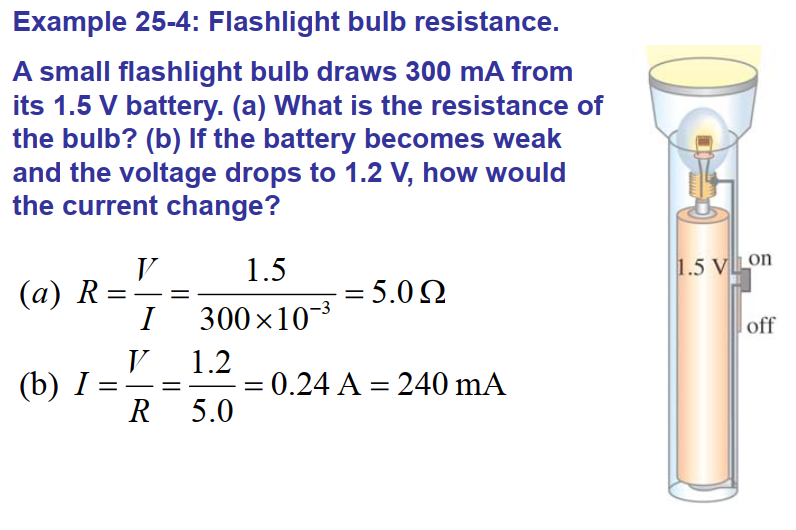 Example 25-4: Flashlight bulb resistance.
A small flashlight bulb draws 300 mA from
its 1.5 V battery. (a) What is the resistance of
the bulb? (b) If the battery becomes weak
and the voltage drops to 1.2 V, how would
the current change?
(a) R = V/I = 1.5/300×10⁻³ = 5.0 Ω
(b) I = V/R = 1.2/5.0 = 0.24 A = 240 mA
1.5 V
on
off